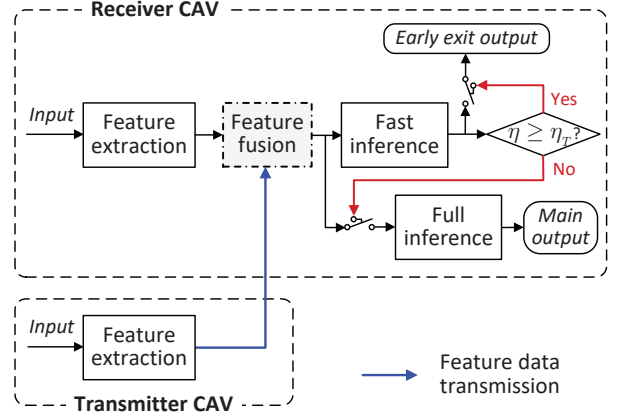 Receiver CAV
Early exit output
Input
Feature
extraction
Feature
fusion
Fast
inference
η ≥ η_T?
Yes
No
Full
inference
Main
output
Input
Feature
extraction
Transmitter CAV
Feature data
transmission